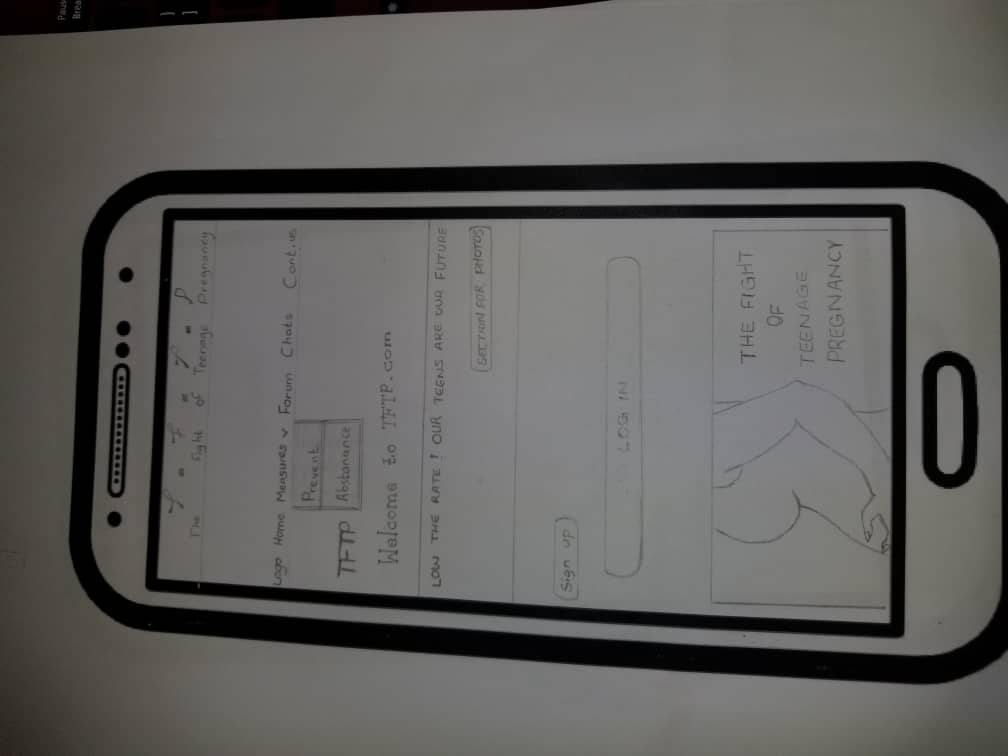 Paus
Brea
}
]
T . F . T . P
The fight of Teenage Pregnancy
Logo Home Measures v Forum Chats Cont.us
Prevent
Abstanance
TFTP
Welcome to TFTP.com
LOW THE RATE ! OUR TEENS ARE OUR FUTURE
SECTION FOR PHOTOS
Sign up
LOG IN
THE FIGHT
OF
TEENAGE
PREGNANCY